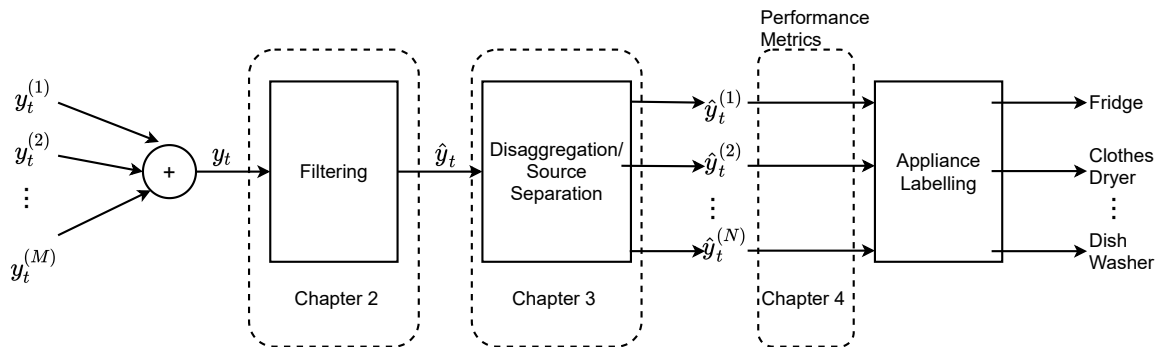 Performance
Metrics
y_t^{(1)}
y_t^{(2)}
⋮
y_t^{(M)}
+
y_t
Filtering
Chapter 2
ŷ_t
Disaggregation/
Source
Separation
Chapter 3
ŷ_t^{(1)}
ŷ_t^{(2)}
⋮
ŷ_t^{(N)}
Chapter 4
Appliance
Labelling
Fridge
Clothes
Dryer
⋮
Dish
Washer